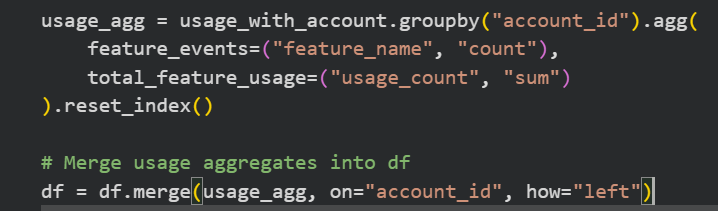 usage_agg = usage_with_account.groupby("account_id").agg(
    feature_events=("feature_name", "count"),
    total_feature_usage=("usage_count", "sum")
).reset_index()
# Merge usage aggregates into df
df = df.merge(usage_agg, on="account_id", how="left")